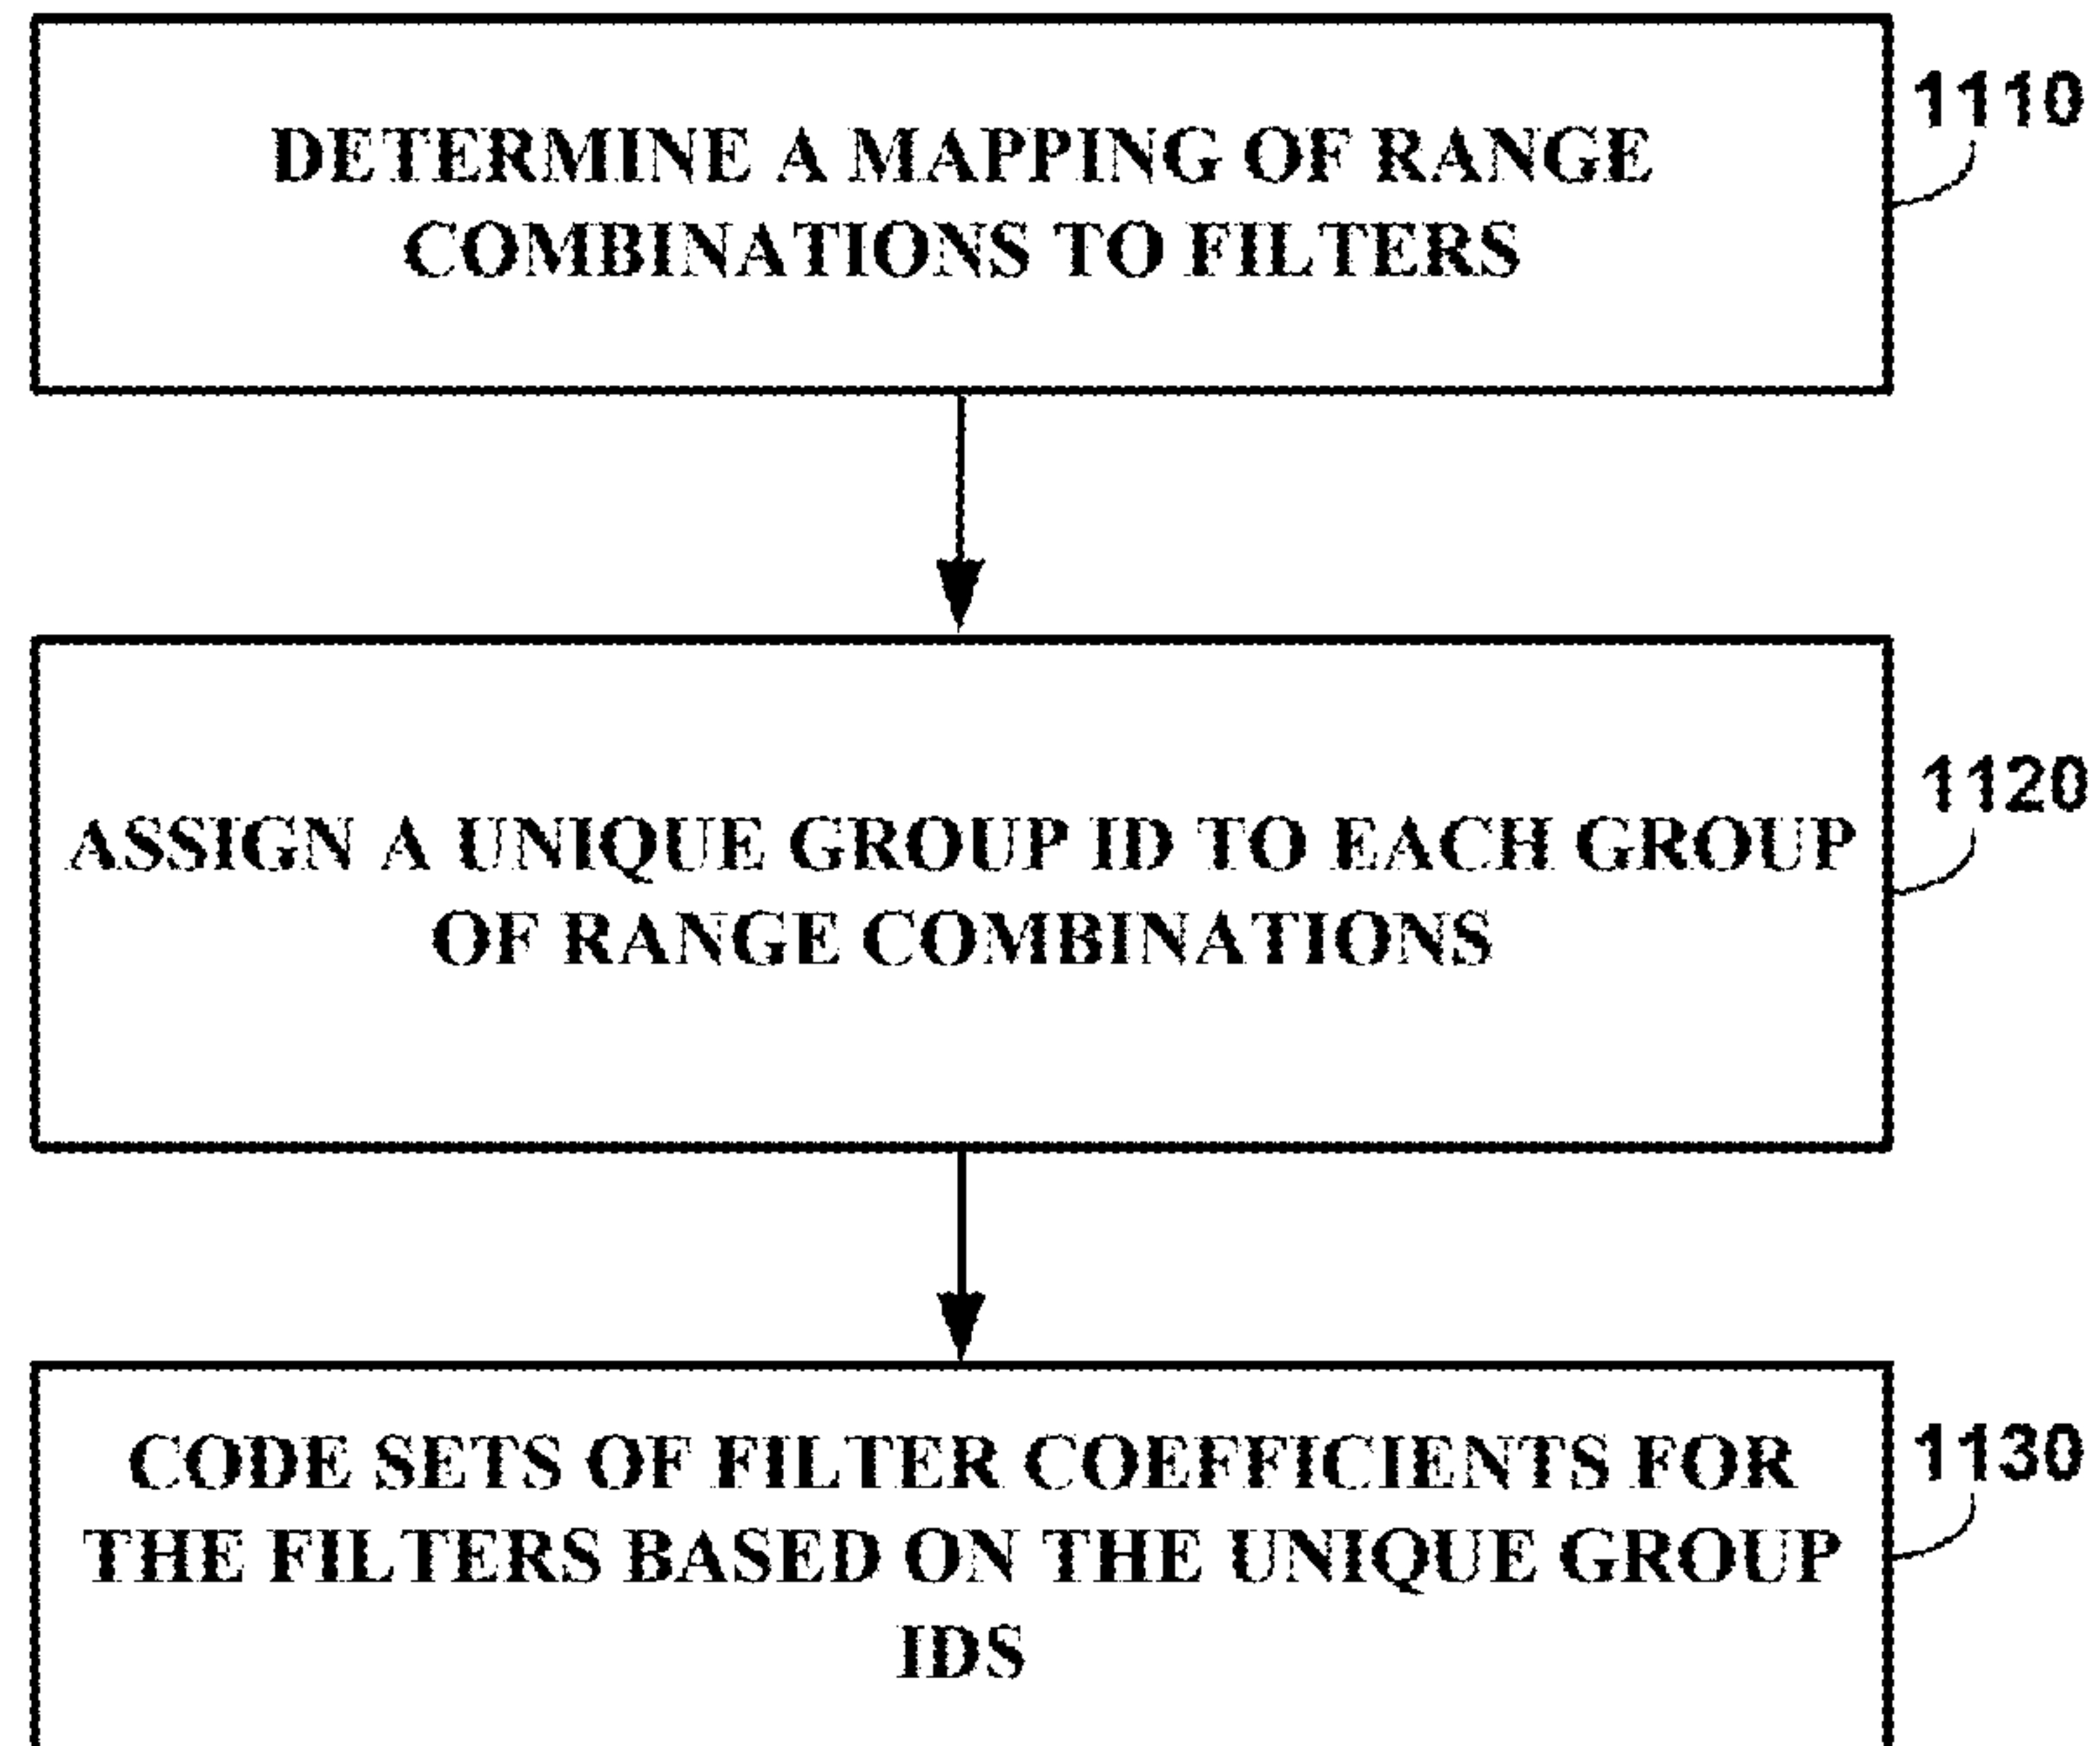 1110
DETERMINE A MAPPING OF RANGE
COMBINATIONS TO FILTERS
1120
ASSIGN A UNIQUE GROUP ID TO EACH GROUP
OF RANGE COMBINATIONS
1130
CODE SETS OF FILTER COEFFICIENTS FOR
THE FILTERS BASED ON THE UNIQUE GROUP
IDS